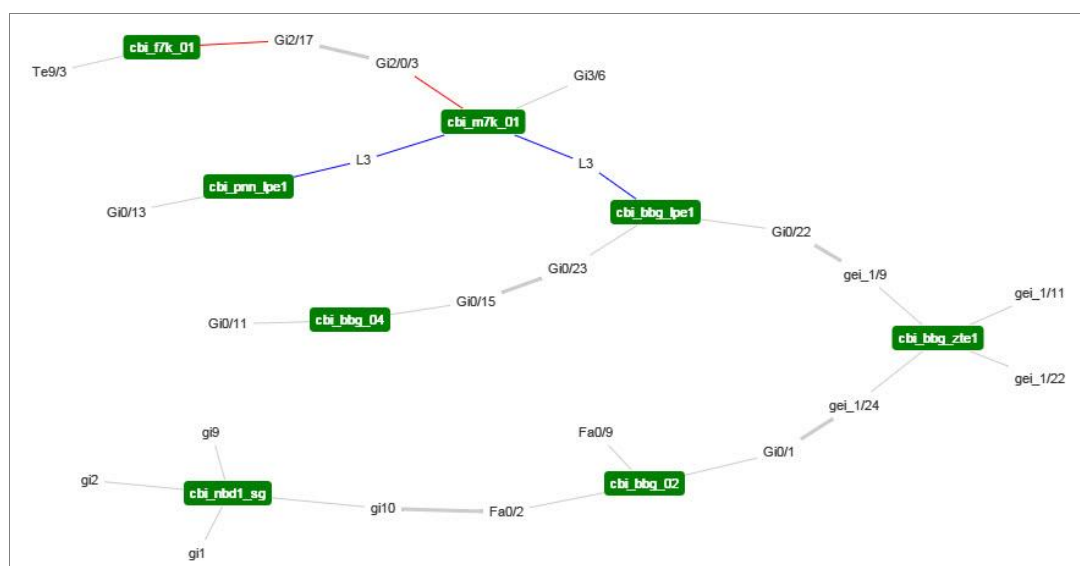 cbi_f7k_01
Gi2/17
Te9/3
Gi2/0/3
Gi3/6
cbi_m7k_01
L3
L3
cbi_pnn_lpe1
Gi0/13
cbi_bbg_lpe1
Gi0/22
Gi0/23
gei_1/9
gei_1/11
Gi0/15
Gi0/11
cbi_bbg_04
cbi_bbg_zte1
gei_1/22
gei_1/24
gi9
Fa0/9
Gi0/1
gi2
cbi_nbd1_sg
cbi_bbg_02
gi10
Fa0/2
gi1